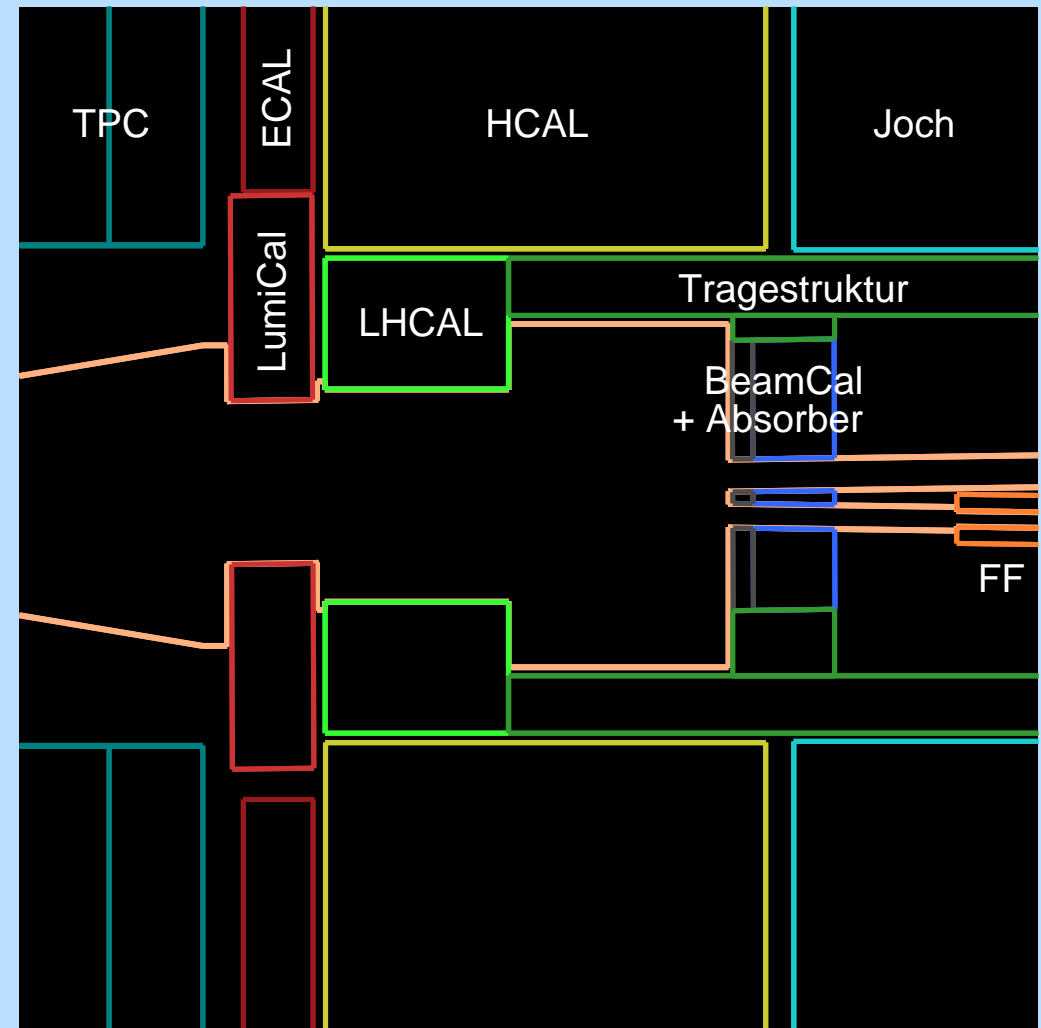 TPC
ECAL
HCAL
Joch
LumiCal
LHCAL
Tragestruktur
BeamCal
+ Absorber
FF